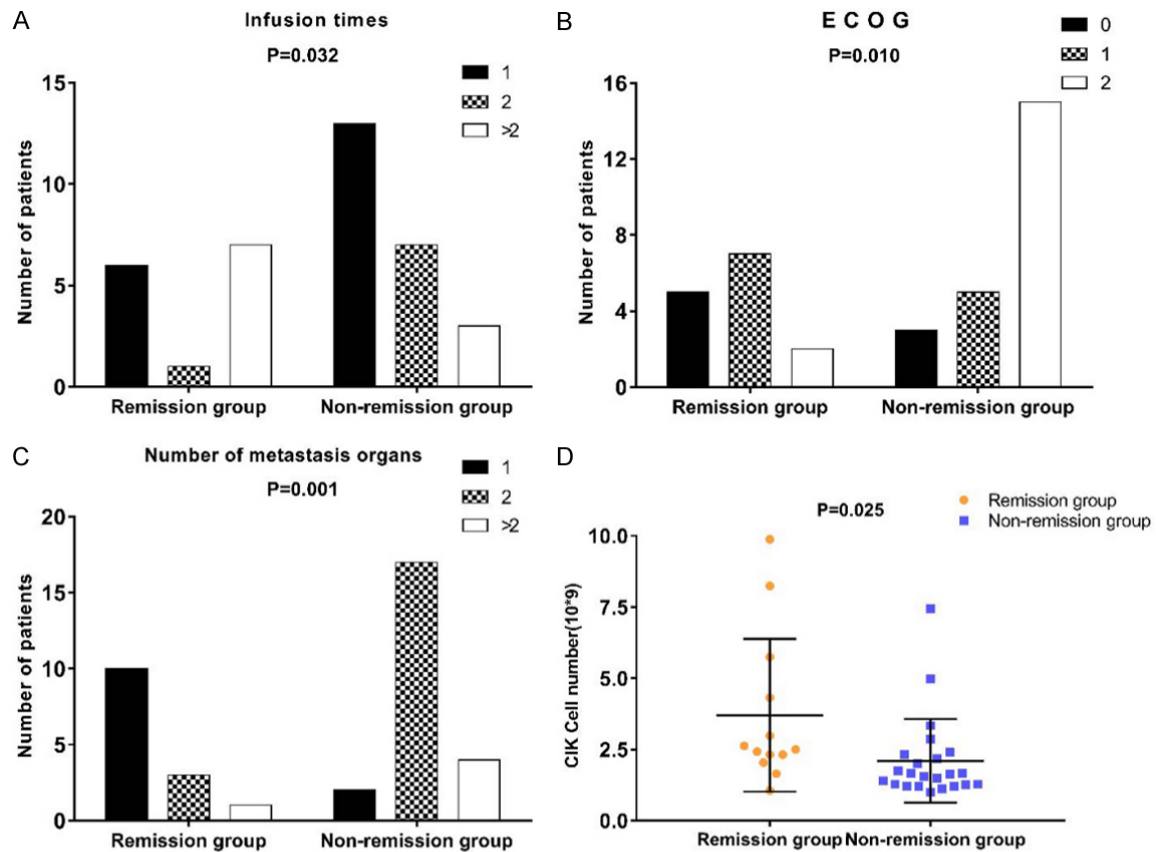 A
Infusion times
P=0.032
1
2
>2
15
10
5
0
Number of patients
Remission group
Non-remission group
B
E C O G
P=0.010
0
1
2
16
12
8
4
0
Number of patients
Remission group
Non-remission group
C
Number of metastasis organs
P=0.001
1
2
>2
20
15
10
5
0
Number of patients
Remission group
Non-remission group
D
P=0.025
Remission group
Non-remission group
10.0
7.5
5.0
2.5
0.0
CIK Cell number(10*9)
Remission group
Non-remission group